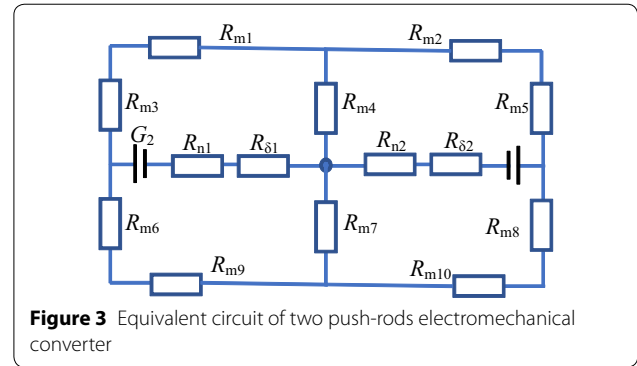 Rm1
Rm2
Rm3
Rm4
Rm5
G2
Rn1
Rδ1
Rn2
Rδ2
Rm6
Rm7
Rm8
Rm9
Rm10
Figure 3 Equivalent circuit of two push-rods electromechanical
converter